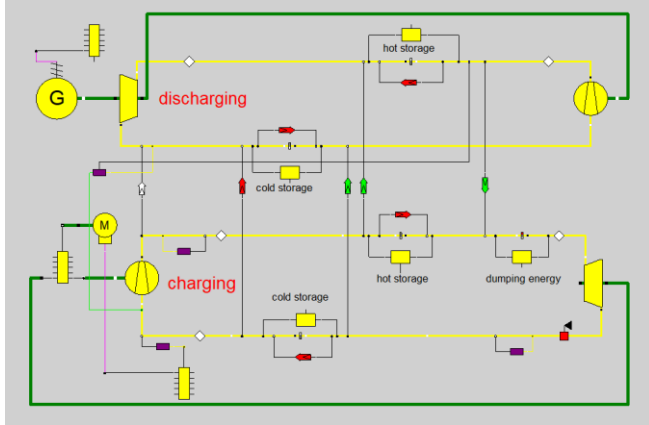 hot storage
G
discharging
cold storage
M
charging
hot storage
dumping energy
cold storage